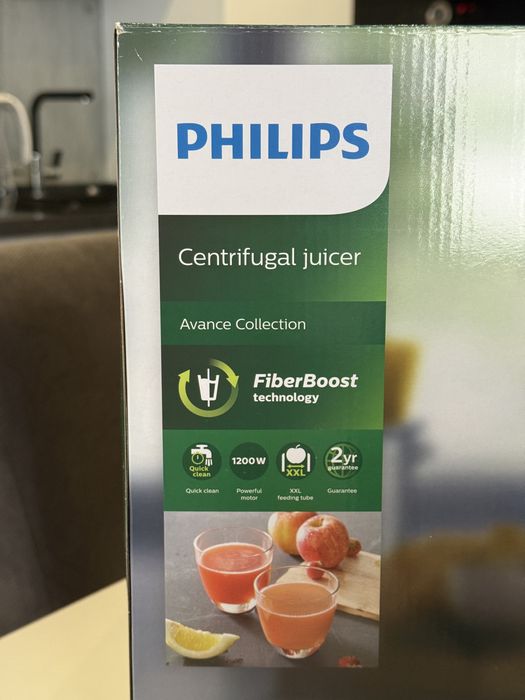 PHILIPS
Centrifugal juicer
Avance Collection
FiberBoost
technology
Quick
clean
Quick clean
1200 W
Powerful
motor
XXL
XXL
feeding tube
2yr
guarantee
Guarantee